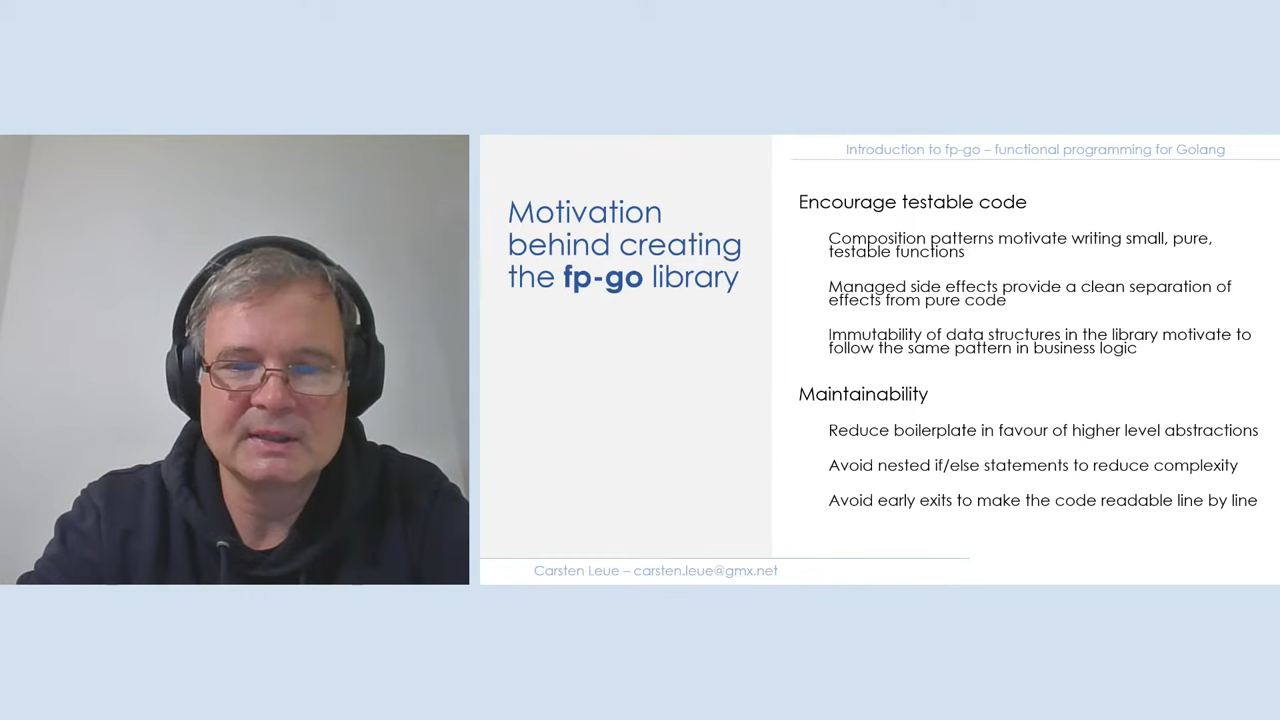 Introduction to fp-go – functional programming for Golang
Motivation
behind creating
the fp-go library
Encourage testable code
Composition patterns motivate writing small, pure,
testable functions
Managed side effects provide a clean separation of
effects from pure code
Immutability of data structures in the library motivate to
follow the same pattern in business logic
Maintainability
Reduce boilerplate in favour of higher level abstractions
Avoid nested if/else statements to reduce complexity
Avoid early exits to make the code readable line by line
Carsten Leue – carsten.leue@gmx.net